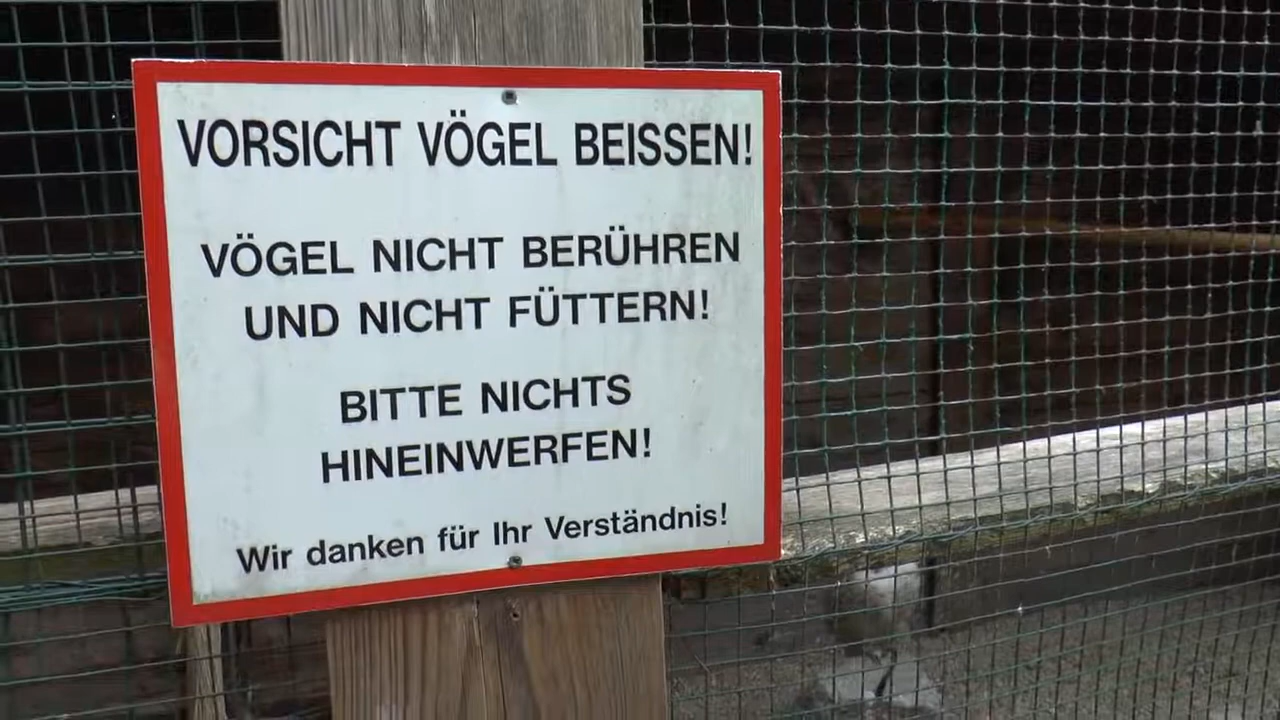 VORSICHT VÖGEL BEISSEN!
VÖGEL NICHT BERÜHREN
UND NICHT FÜTTERN!
BITTE NICHTS
HINEINWERFEN!
Wir danken für Ihr Verständnis!